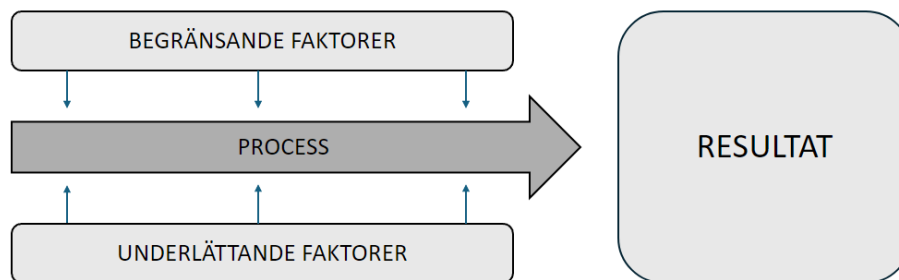 BEGRÄNSANDE FAKTORER
PROCESS
UNDERLÄTTANDE FAKTORER
RESULTAT